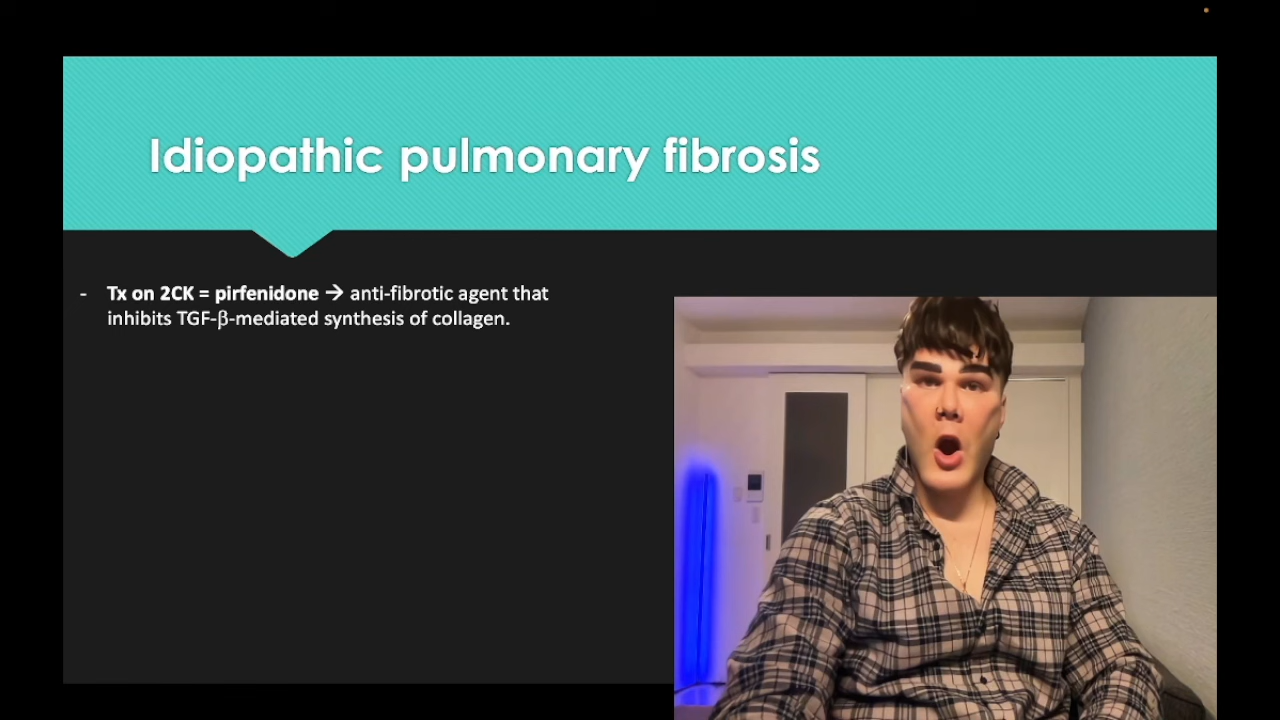 Idiopathic pulmonary fibrosis
- Tx on 2CK = pirfenidone → anti-fibrotic agent that
inhibits TGF-β-mediated synthesis of collagen.